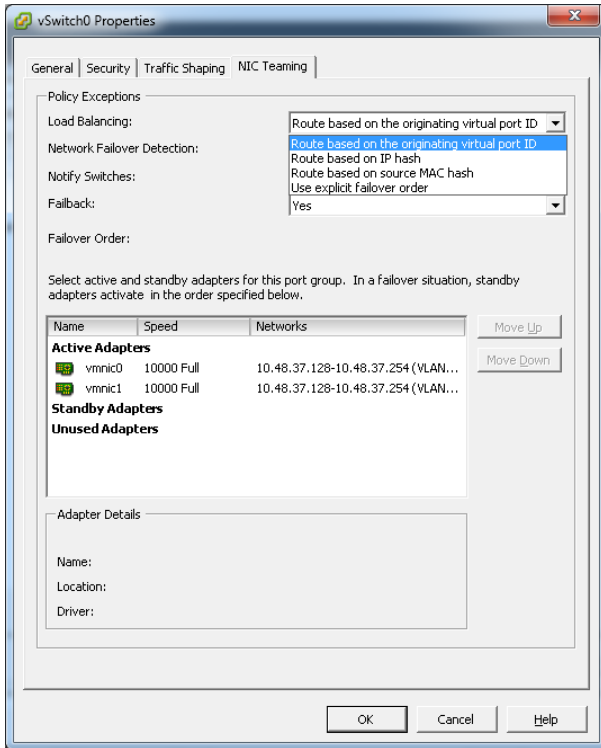 vSwitch0 Properties
General Security Traffic Shaping NIC Teaming
Policy Exceptions
Load Balancing: Route based on the originating virtual port ID
Route based on the originating virtual port ID
Network Failover Detection:
Route based on IP hash
Route based on source MAC hash
Notify Switches:
Use explicit failover order
Failback: Yes
Failover Order:
Select active and standby adapters for this port group. In a failover situation, standby
adapters activate in the order specified below.
Name Speed Networks
Move Up
Active Adapters
Move Down
vmnic0 10000 Full 10.48.37.128-10.48.37.254 (VLAN...
vmnic1 10000 Full 10.48.37.128-10.48.37.254 (VLAN...
Standby Adapters
Unused Adapters
Adapter Details
Name:
Location:
Driver:
OK Cancel Help